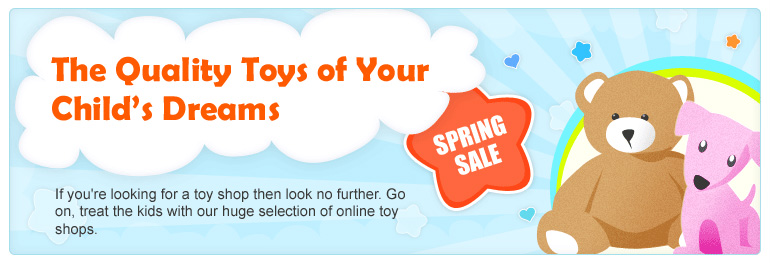 The Quality Toys of Your
Child’s Dreams
SPRING
SALE
If you're looking for a toy shop then look no further. Go
on, treat the kids with our huge selection of online toy
shops.